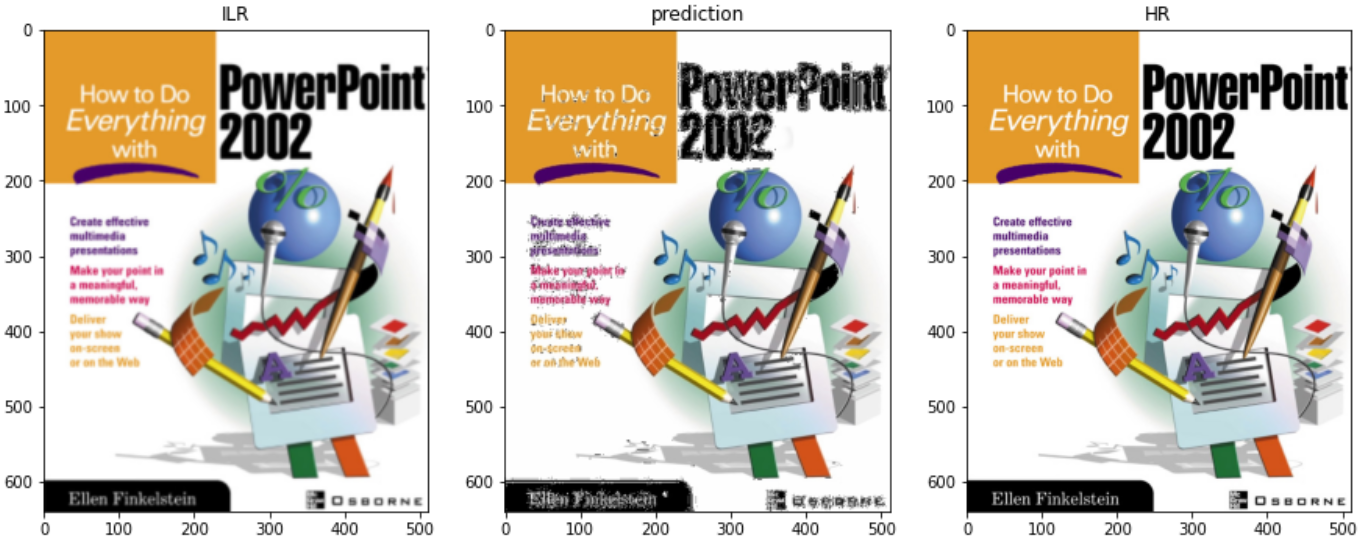 ILR
prediction
HR
0
100
200
300
400
500
600
0 100 200 300 400 500
How to Do
Everything
with
PowerPoint
2002
%
Create effective
multimedia
presentations
Make your point in
a meaningful,
memorable way
Deliver
your show
on-screen
or on the Web
A
Ellen Finkelstein
OSBORNE
0
100
200
300
400
500
600
0 100 200 300 400 500
How to Do
Everything
with
PowerPoint
2002
%
Create effective
multimedia
presentations
Make your point in
a meaningful,
memorable way
Deliver
your show
on-screen
or on the Web
A
Ellen Finkelstein
OSBORNE
0
100
200
300
400
500
600
0 100 200 300 400 500
How to Do
Everything
with
PowerPoint
2002
%
Create effective
multimedia
presentations
Make your point in
a meaningful,
memorable way
Deliver
your show
on-screen
or on the Web
A
Ellen Finkelstein
OSBORNE